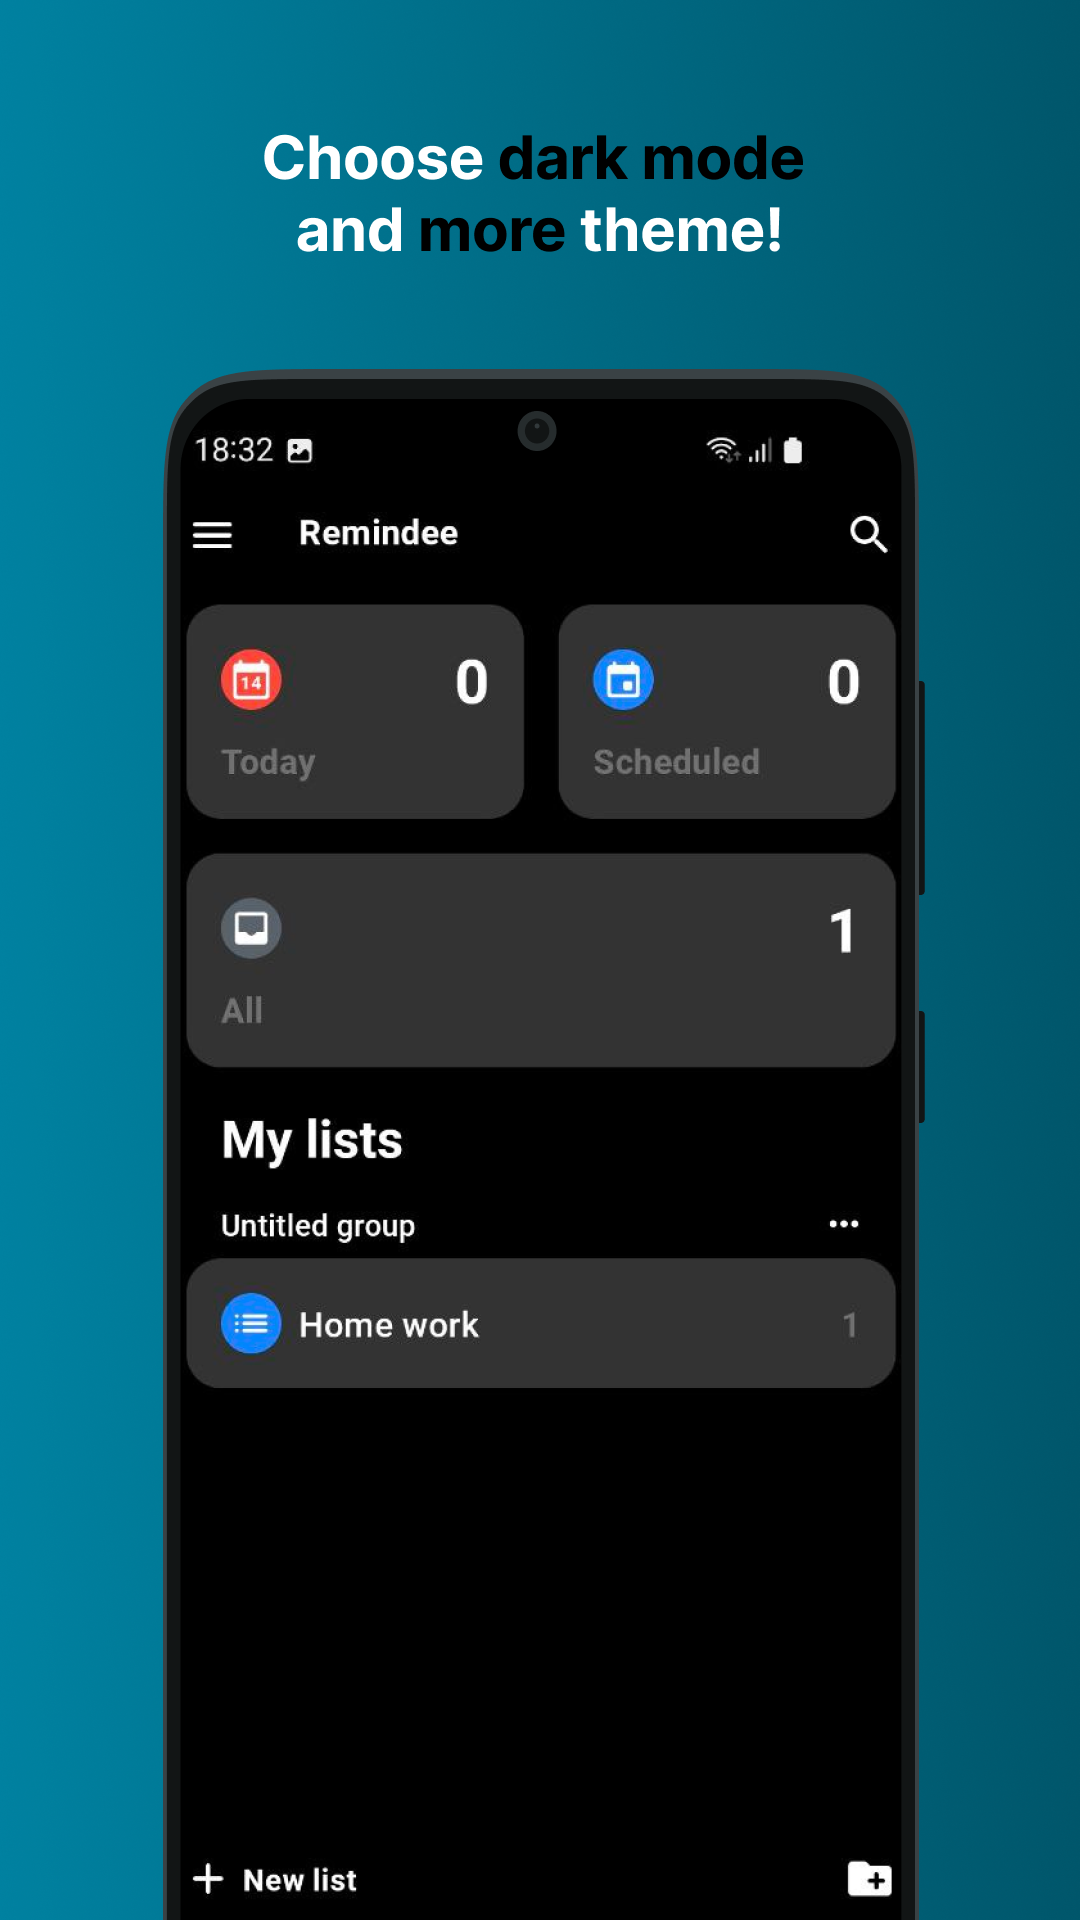 Choose dark mode
and more theme!
18:32
Remindee
14
0
Today
0
Scheduled
1
All
My lists
Untitled group
Home work
1
New list